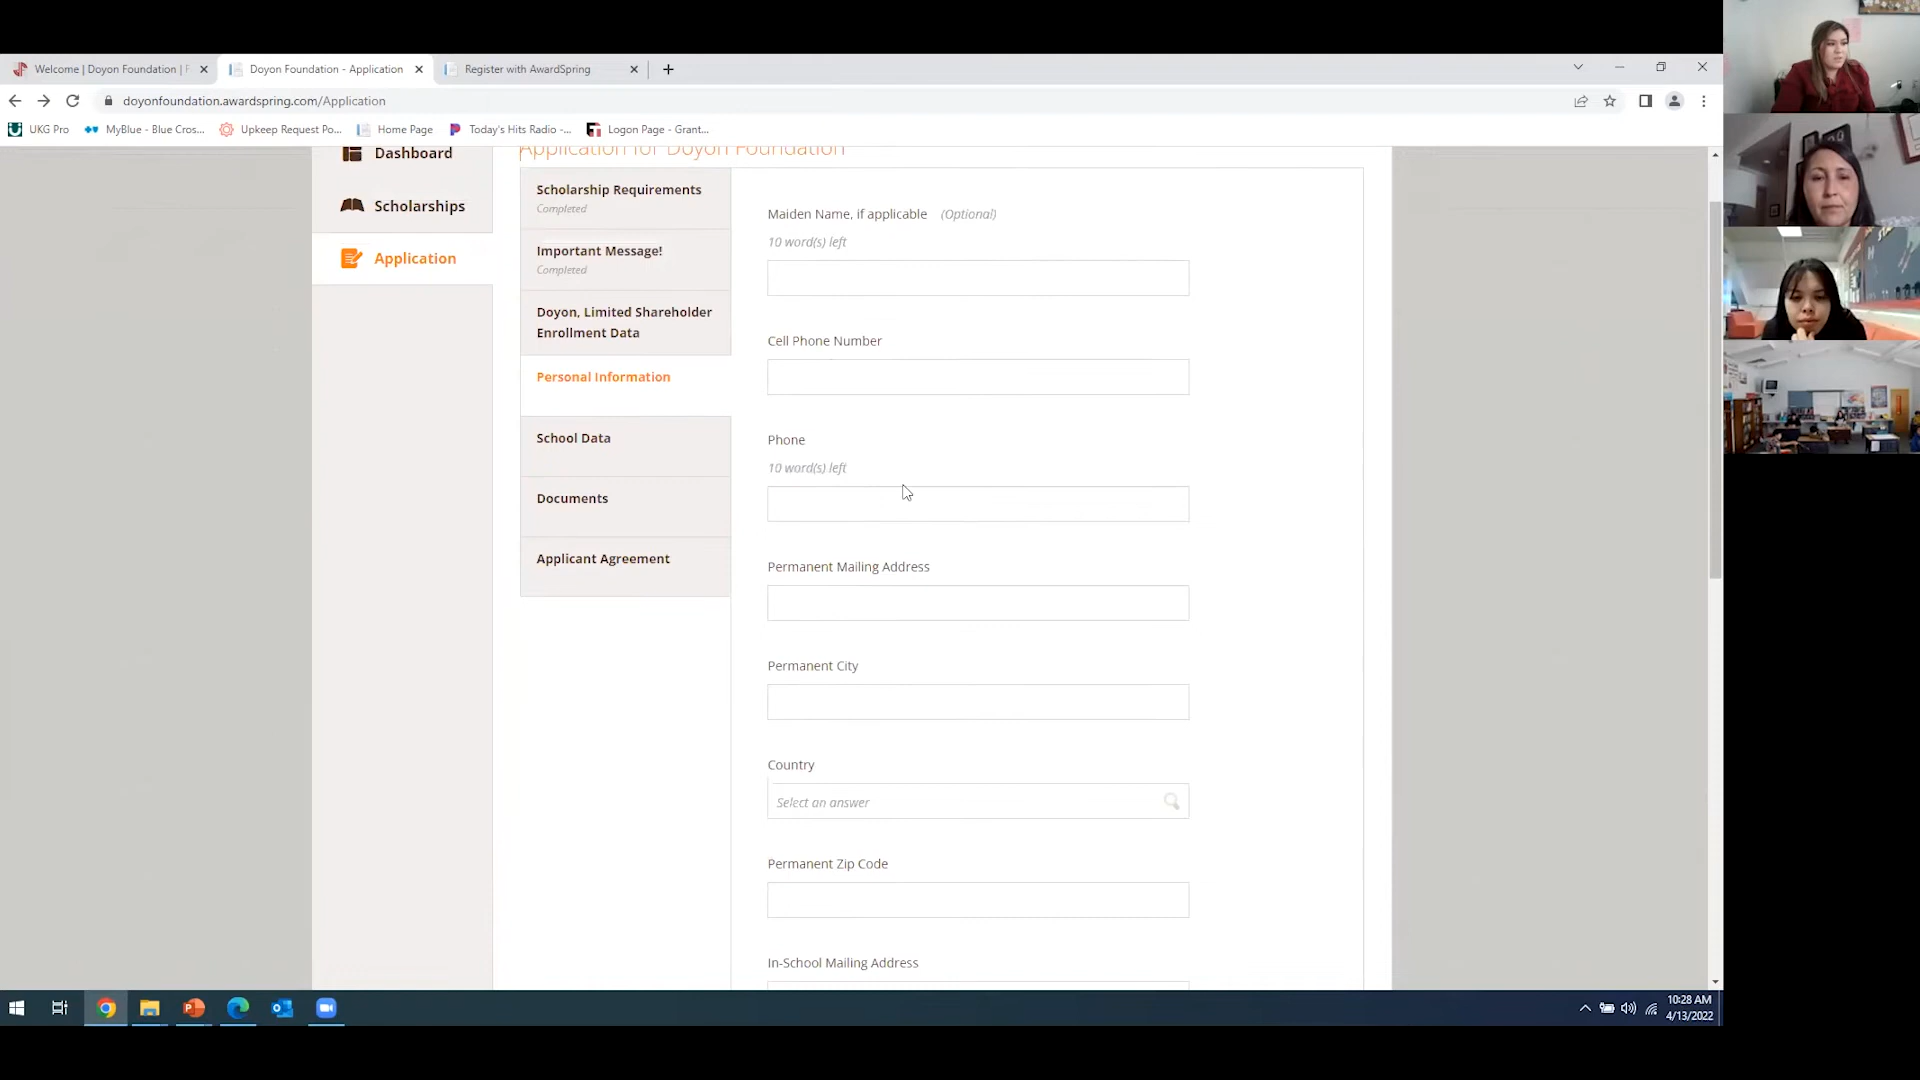 Welcome | Doyon Foundation | F
Doyon Foundation - Application
Register with AwardSpring
doyonfoundation.awardspring.com/Application
UKG Pro
MyBlue - Blue Cros...
Upkeep Request Po...
Home Page
Today's Hits Radio -...
Logon Page - Grant...
Dashboard
Scholarships
Application
Application for Doyon Foundation
Scholarship Requirements
Completed
Important Message!
Completed
Doyon, Limited Shareholder
Enrollment Data
Personal Information
School Data
Documents
Applicant Agreement
Maiden Name, if applicable (Optional)
10 word(s) left
Cell Phone Number
Phone
10 word(s) left
Permanent Mailing Address
Permanent City
Country
Select an answer
Permanent Zip Code
In-School Mailing Address
10:28 AM
4/13/2022